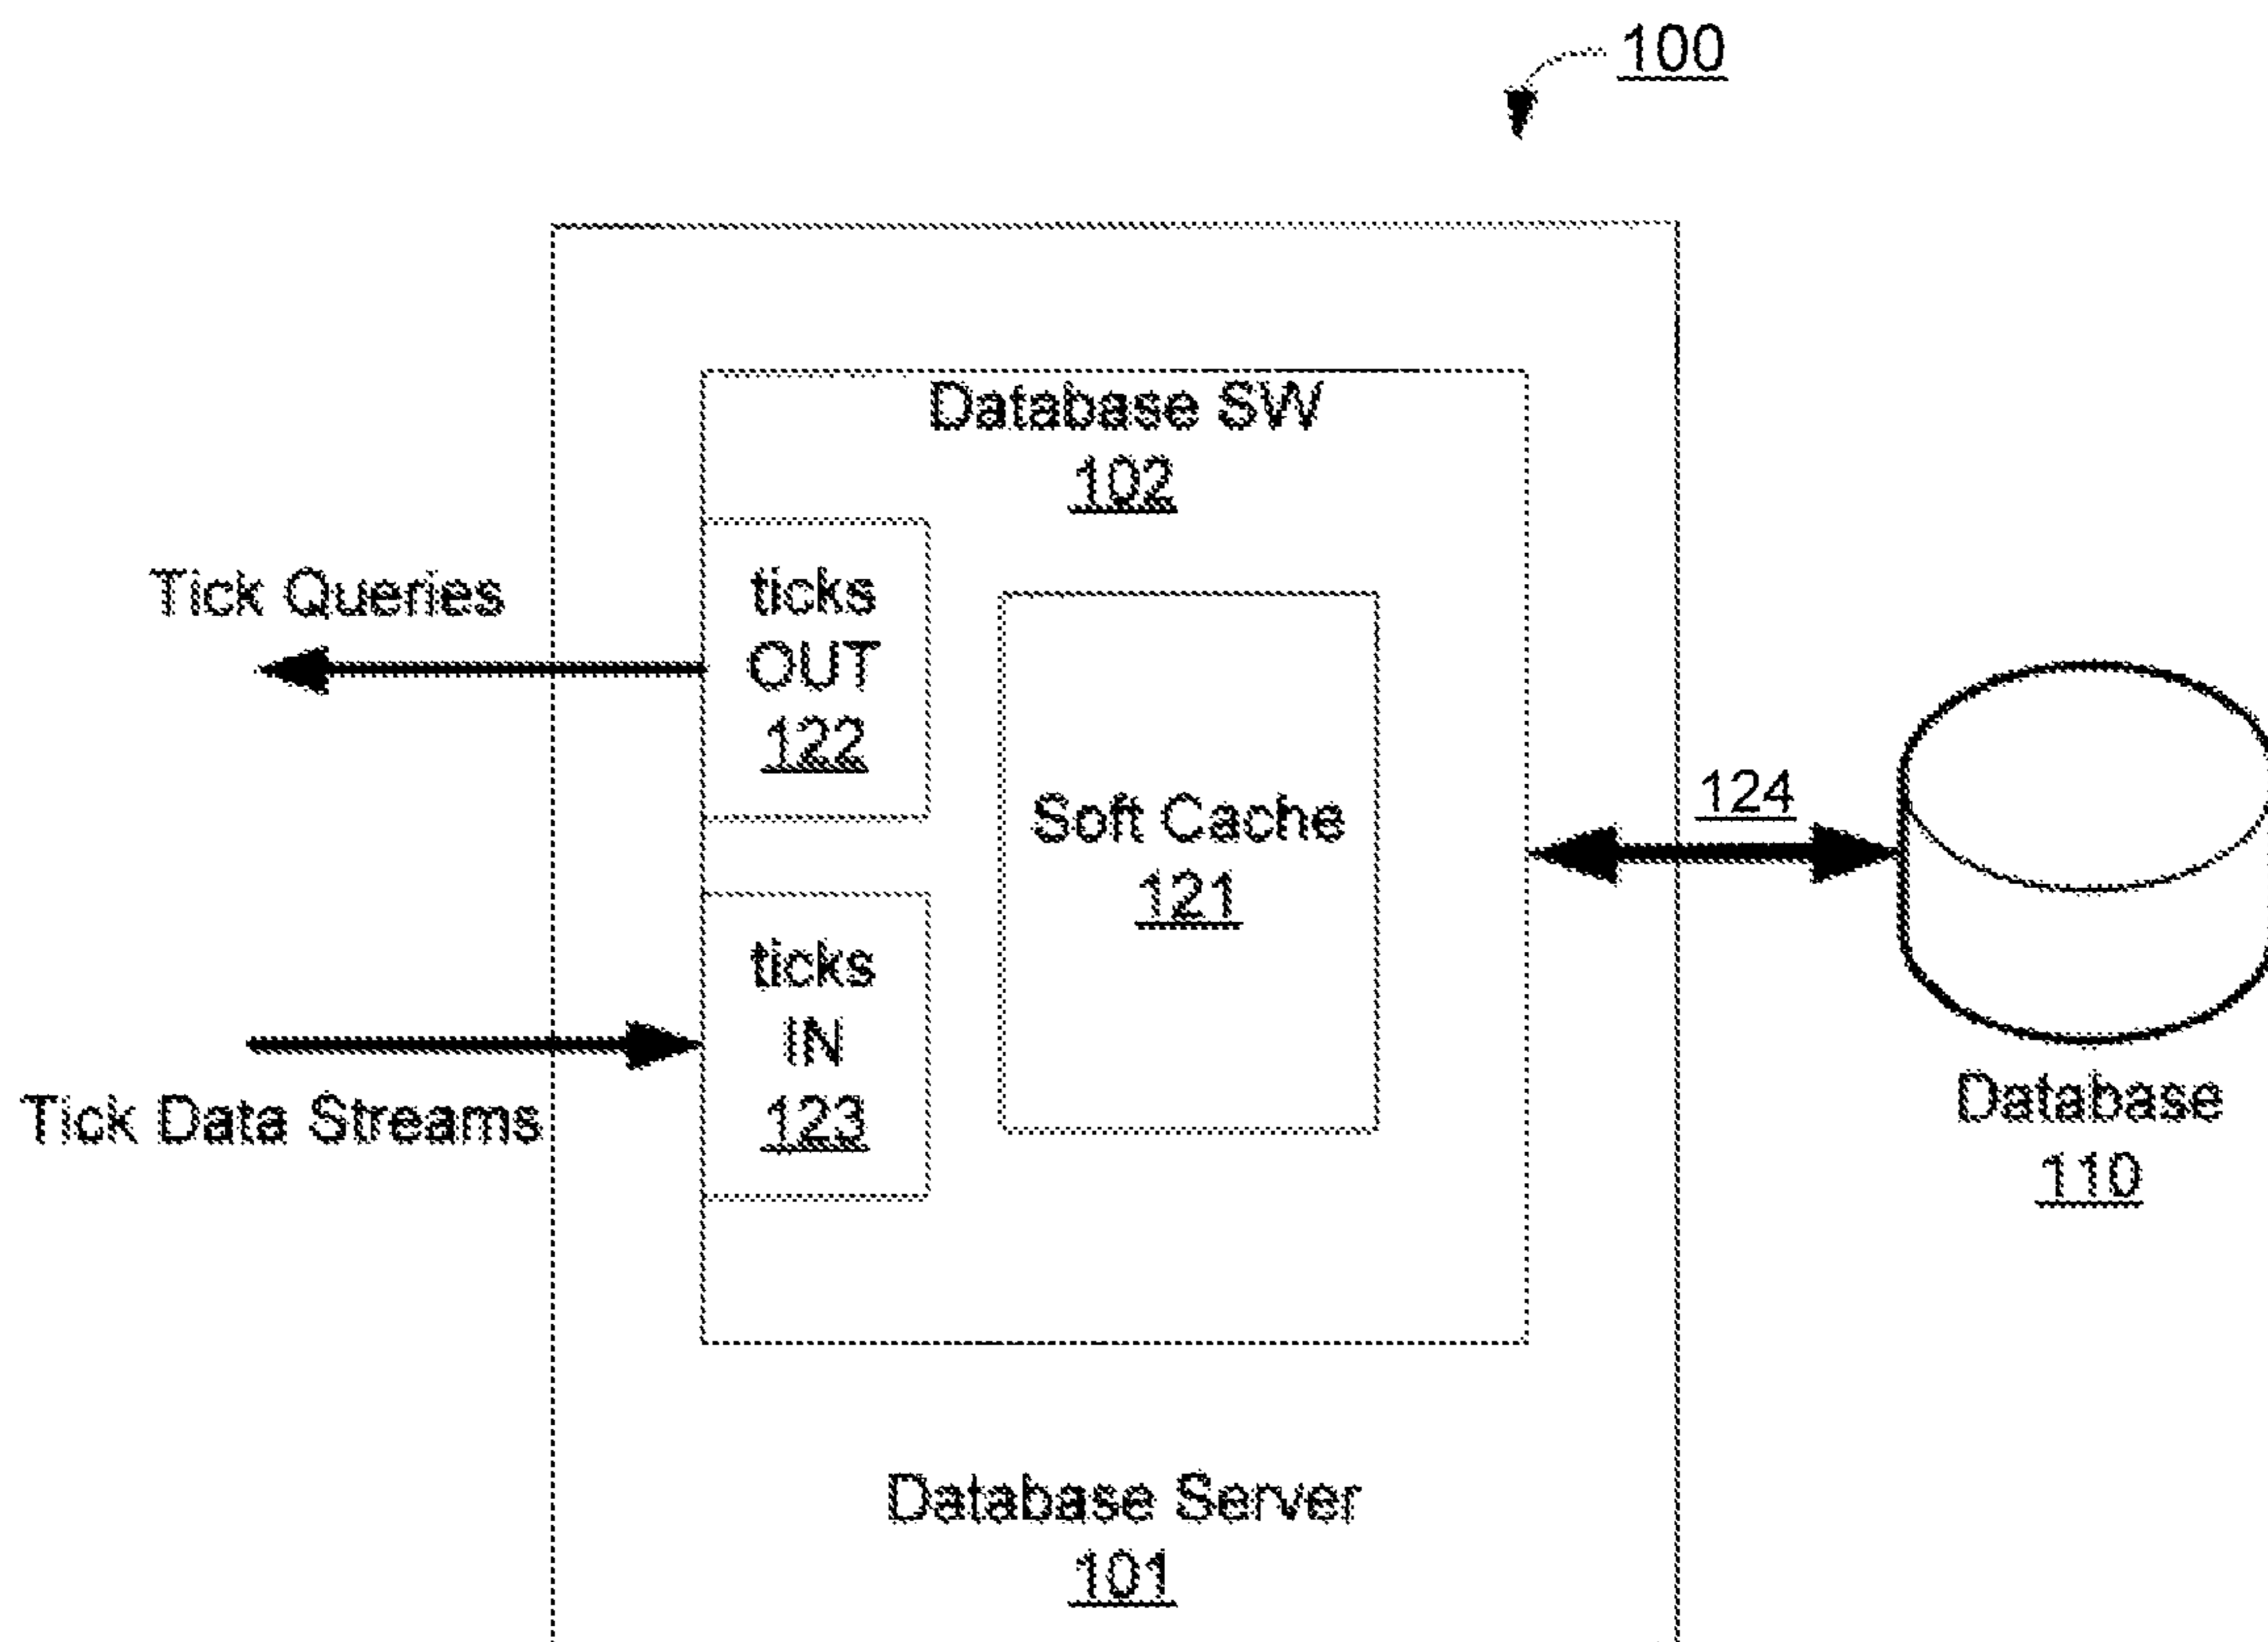 100
Database SW
102
Tick Queries
ticks
OUT
122
Soft Cache
121
124
ticks
IN
123
Tick Data Streams
Database
110
Database Server
101